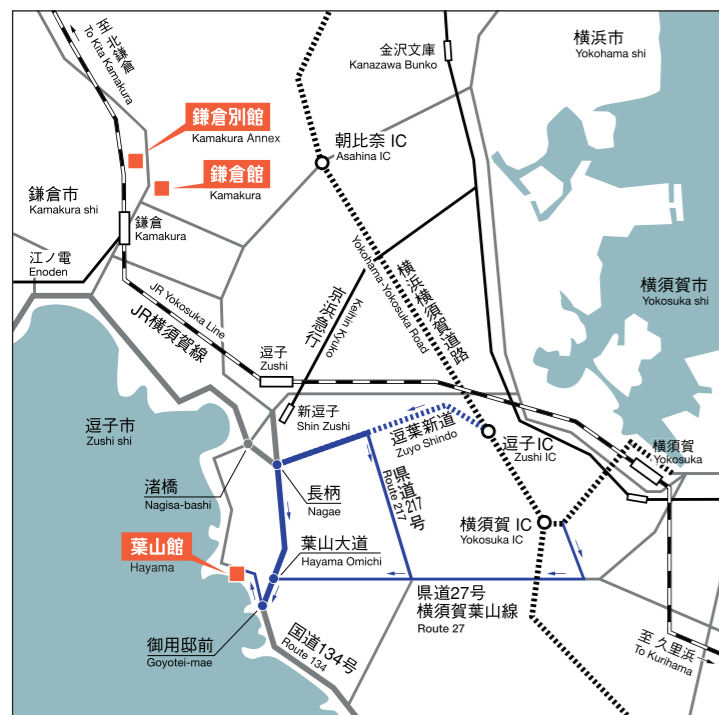 至 北鎌倉
To Kita Kamakura
鎌倉別館
Kamakura Annex
鎌倉館
Kamakura
金沢文庫
Kanazawa Bunko
横浜市
Yokohama shi
朝比奈 IC
Asahina IC
鎌倉市
Kamakura shi
鎌倉
Kamakura
江ノ電
Enoden
JR Yokosuka Line
JR横須賀線
京浜急行
Keihin Kyuko
横浜横須賀道路
Yokohama-Yokosuka Road
横須賀市
Yokosuka shi
逗子
Zushi
新逗子
Shin Zushi
逗子市
Zushi shi
逗葉新道
Zuyo Shindo
逗子 IC
Zushi IC
横須賀
Yokosuka
渚橋
Nagisa-bashi
長柄
Nagae
県道217号
Route 217
横須賀 IC
Yokosuka IC
葉山館
Hayama
葉山大道
Hayama Omichi
県道27号
横須賀葉山線
Route 27
御用邸前
Goyotei-mae
国道134号
Route 134
至 久里浜
To Kurihama